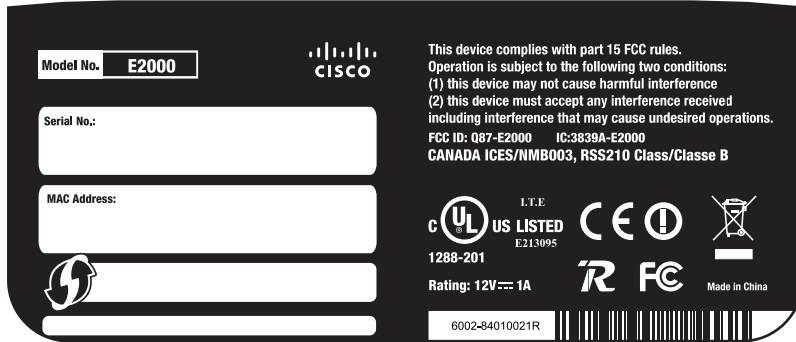 Model No. E2000
CISCO
Serial No.:
MAC Address:
This device complies with part 15 FCC rules.
Operation is subject to the following two conditions:
(1) this device may not cause harmful interference
(2) this device must accept any interference received
including interference that may cause undesired operations.
FCC ID: Q87-E2000 IC:3839A-E2000
CANADA ICES/NMB003, RSS210 Class/Classe B
I.T.E
C UL ® US LISTED
E213095
1288-201
CE
Rating: 12V⎓1A
R FC
Made in China
6002-84010021R